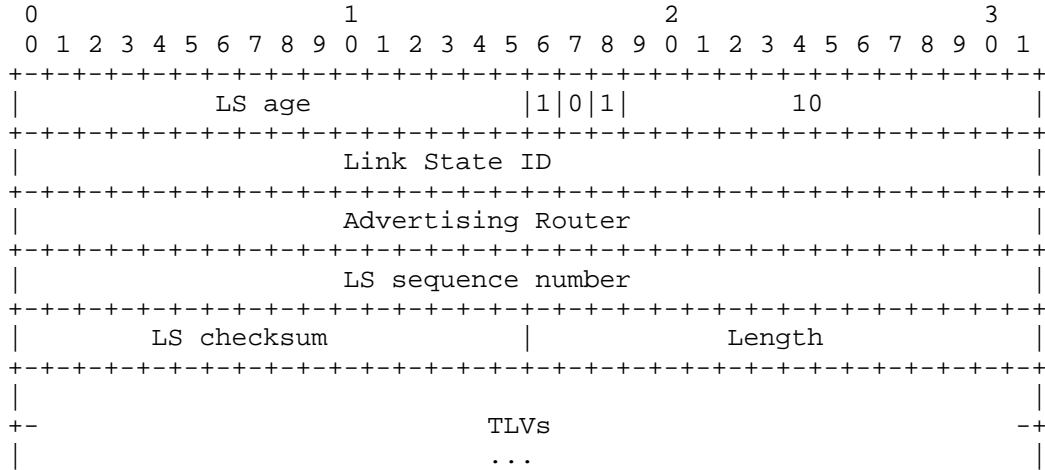 0                   1                   2                   3
 0 1 2 3 4 5 6 7 8 9 0 1 2 3 4 5 6 7 8 9 0 1 2 3 4 5 6 7 8 9 0 1
+-+-+-+-+-+-+-+-+-+-+-+-+-+-+-+-+-+-+-+-+-+-+-+-+-+-+-+-+-+-+-+-+
|            LS age             |1|0|1|          10             |
+-+-+-+-+-+-+-+-+-+-+-+-+-+-+-+-+-+-+-+-+-+-+-+-+-+-+-+-+-+-+-+-+
|                    Link State ID                              |
+-+-+-+-+-+-+-+-+-+-+-+-+-+-+-+-+-+-+-+-+-+-+-+-+-+-+-+-+-+-+-+-+
|                    Advertising Router                         |
+-+-+-+-+-+-+-+-+-+-+-+-+-+-+-+-+-+-+-+-+-+-+-+-+-+-+-+-+-+-+-+-+
|                    LS sequence number                         |
+-+-+-+-+-+-+-+-+-+-+-+-+-+-+-+-+-+-+-+-+-+-+-+-+-+-+-+-+-+-+-+-+
|        LS checksum            |            Length             |
+-+-+-+-+-+-+-+-+-+-+-+-+-+-+-+-+-+-+-+-+-+-+-+-+-+-+-+-+-+-+-+-+
|                                                               |
+-                            TLVs                             -+
|                             ...                               |